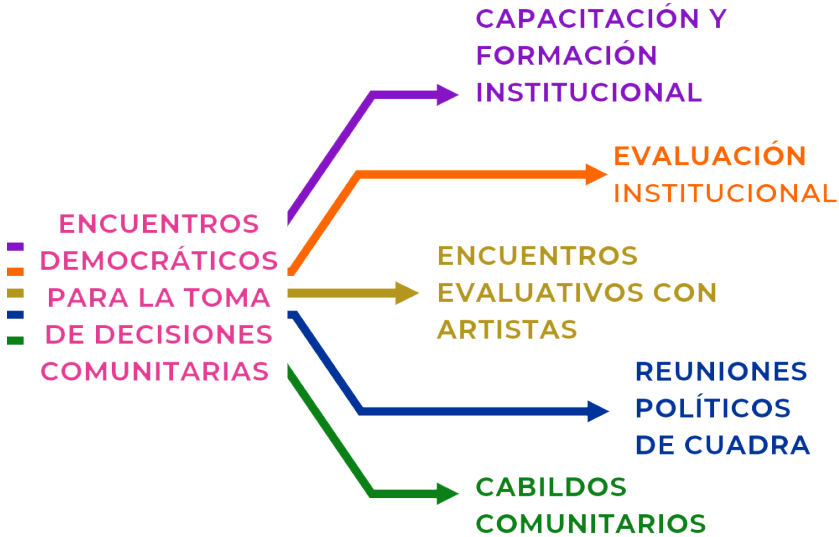 ENCUENTROS
DEMOCRÁTICOS
PARA LA TOMA
DE DECISIONES
COMUNITARIAS
CAPACITACIÓN Y
FORMACIÓN
INSTITUCIONAL
EVALUACIÓN
INSTITUCIONAL
ENCUENTROS
EVALUATIVOS CON
ARTISTAS
REUNIONES
POLÍTICOS
DE CUADRA
CABILDOS
COMUNITARIOS